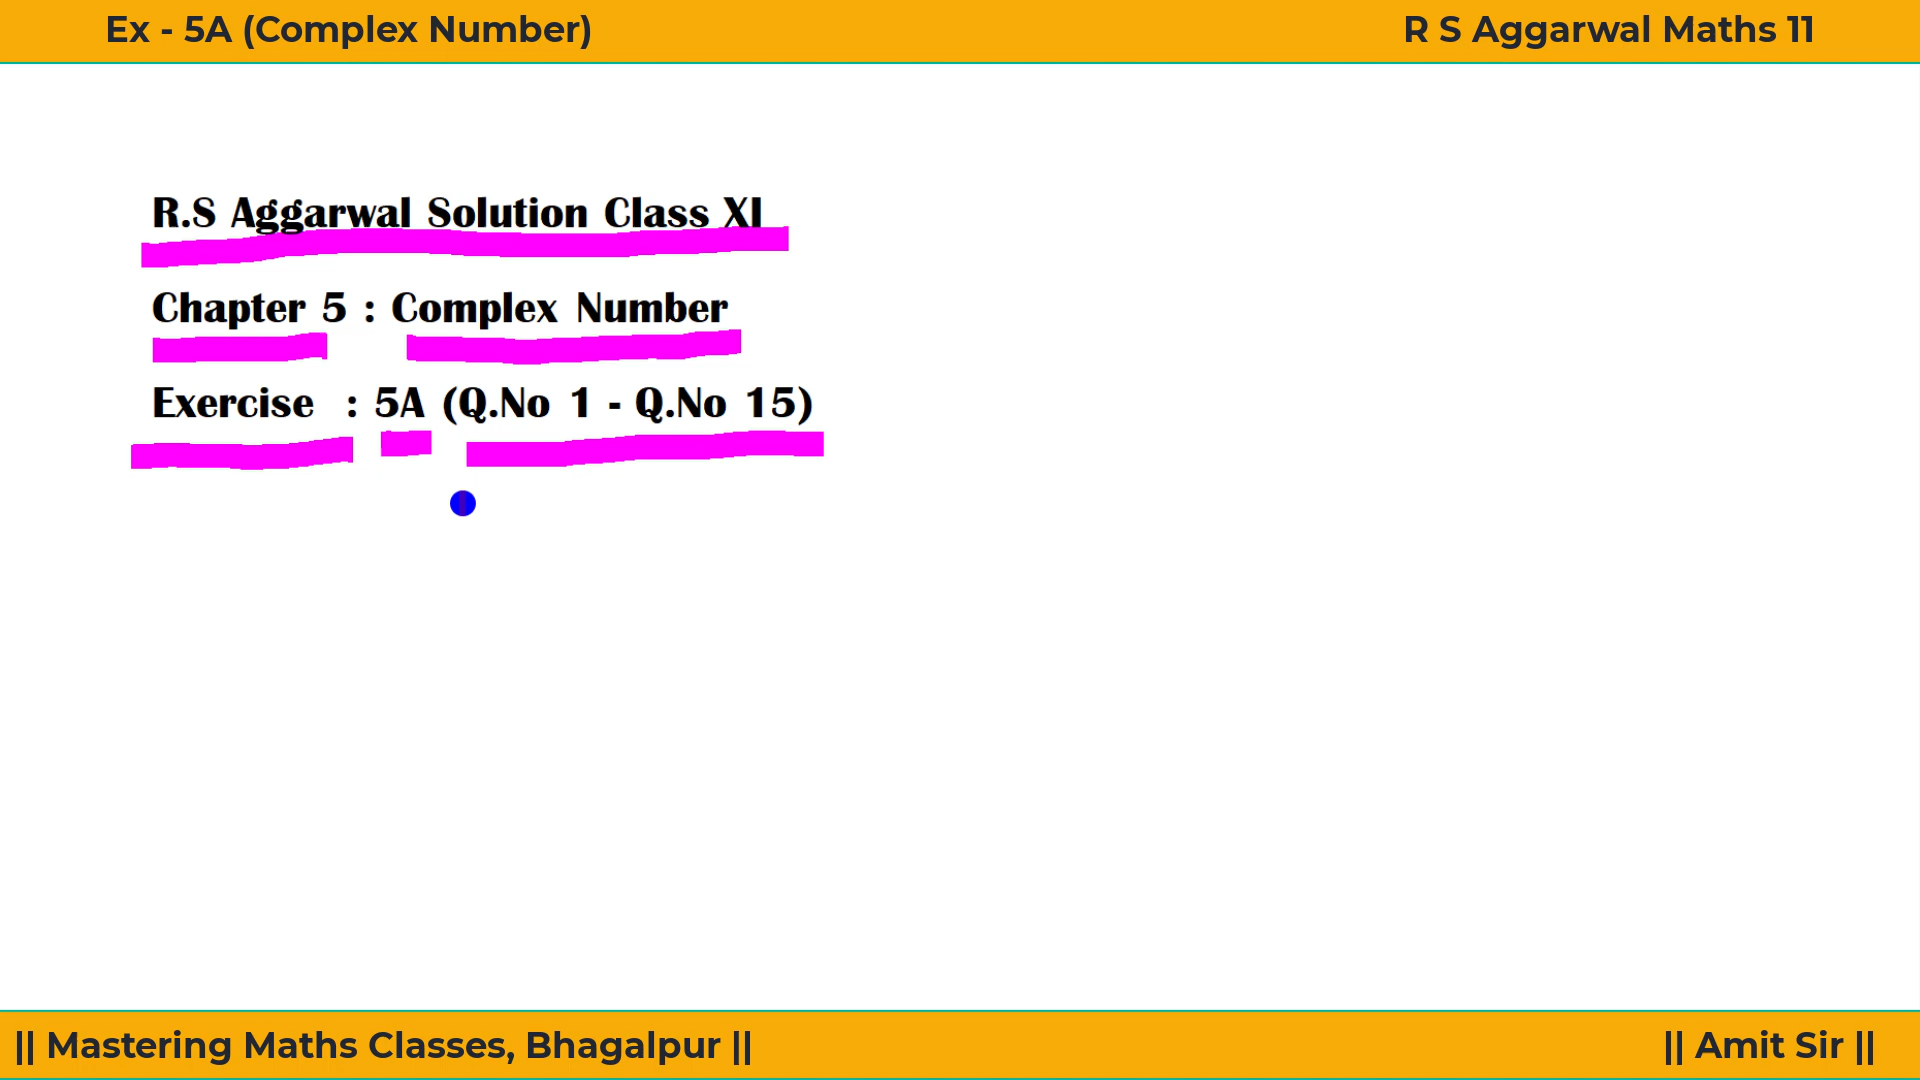 Ex - 5A (Complex Number)
R S Aggarwal Maths 11
R.S Aggarwal Solution Class XI
Chapter 5 : Complex Number
Exercise : 5A (Q.No 1 - Q.No 15)
|| Mastering Maths Classes, Bhagalpur ||
|| Amit Sir ||